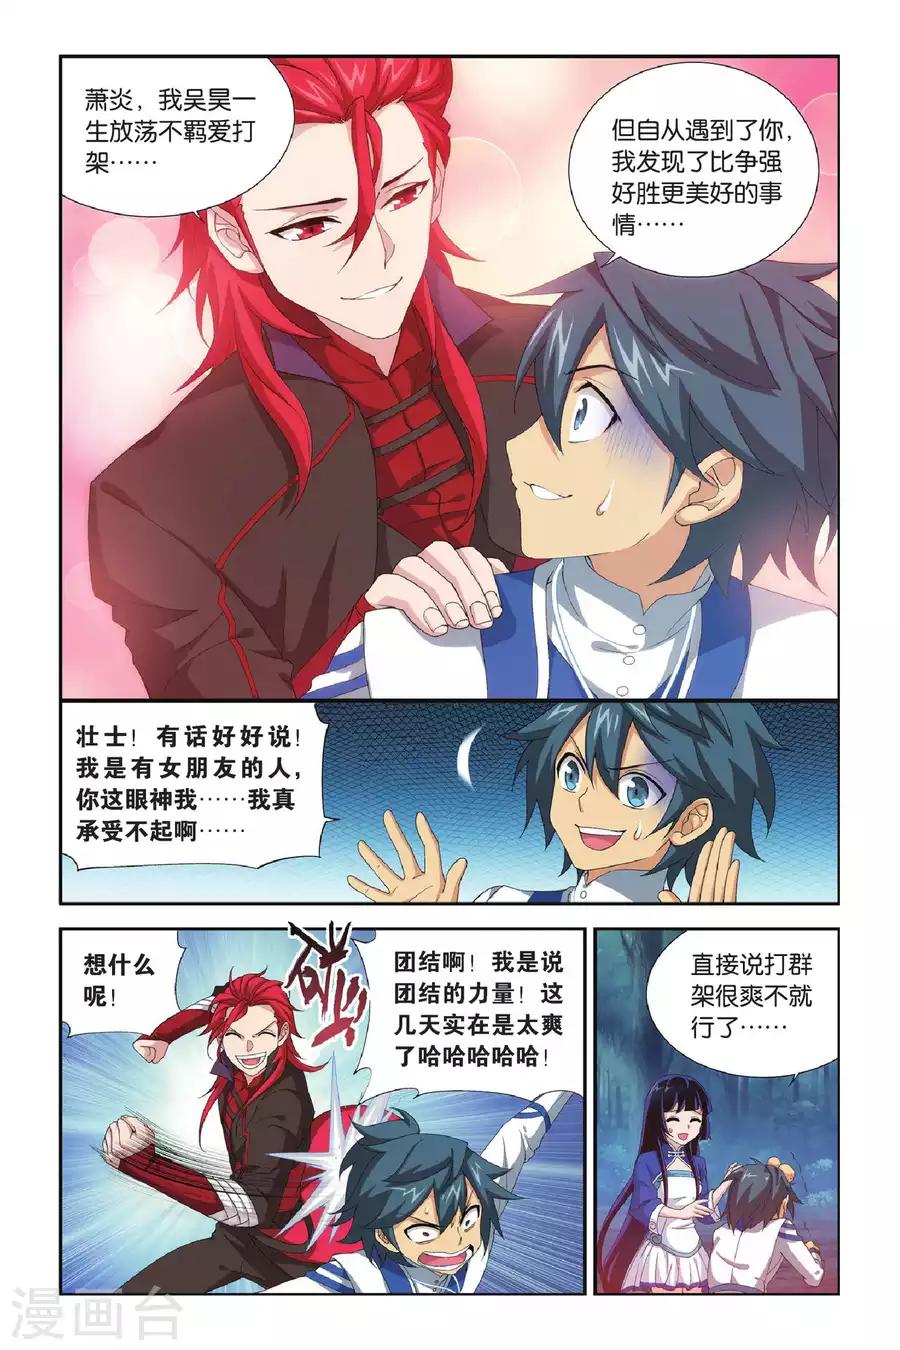 萧炎，我吴昊一
生放荡不羁爱打
架……
但自从遇到了你，
我发现了比争强
好胜更美好的事
情……
壮士！有话好好说！
我是有女朋友的人，
你这眼神我……我真
承受不起啊……
想什么
呢！
碰
团结啊！我是说
团结的力量！这
几天实在是太爽
了哈哈哈哈哈！
直接说打群
架很爽不就
行了……
漫画台